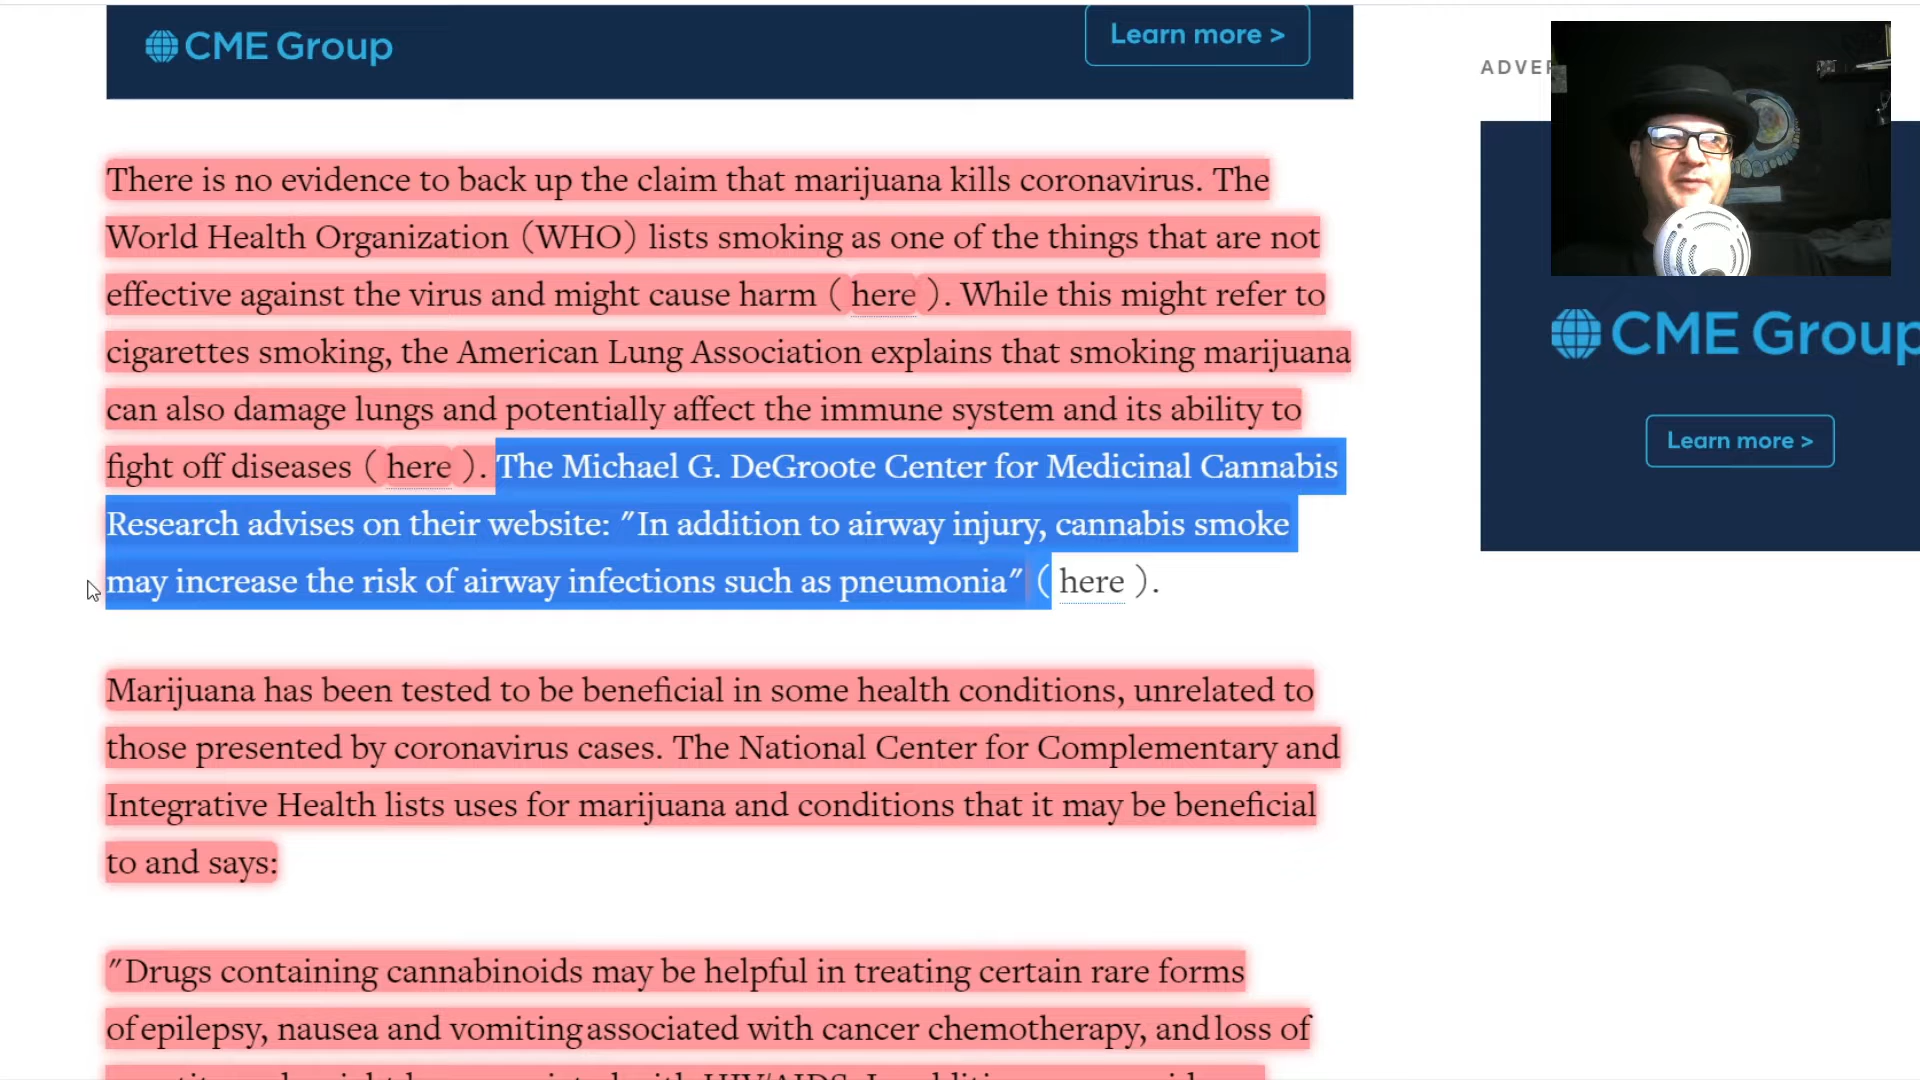 CME Group
Learn more >
There is no evidence to back up the claim that marijuana kills coronavirus. The
World Health Organization (WHO) lists smoking as one of the things that are not
effective against the virus and might cause harm ( here ). While this might refer to
cigarettes smoking, the American Lung Association explains that smoking marijuana
can also damage lungs and potentially affect the immune system and its ability to
fight off diseases ( here ). The Michael G. DeGroote Center for Medicinal Cannabis
Research advises on their website: "In addition to airway injury, cannabis smoke
may increase the risk of airway infections such as pneumonia" ( here ).
Marijuana has been tested to be beneficial in some health conditions, unrelated to
those presented by coronavirus cases. The National Center for Complementary and
Integrative Health lists uses for marijuana and conditions that it may be beneficial
to and says:
"Drugs containing cannabinoids may be helpful in treating certain rare forms
of epilepsy, nausea and vomiting associated with cancer chemotherapy, and loss of
CME Group
Learn more >